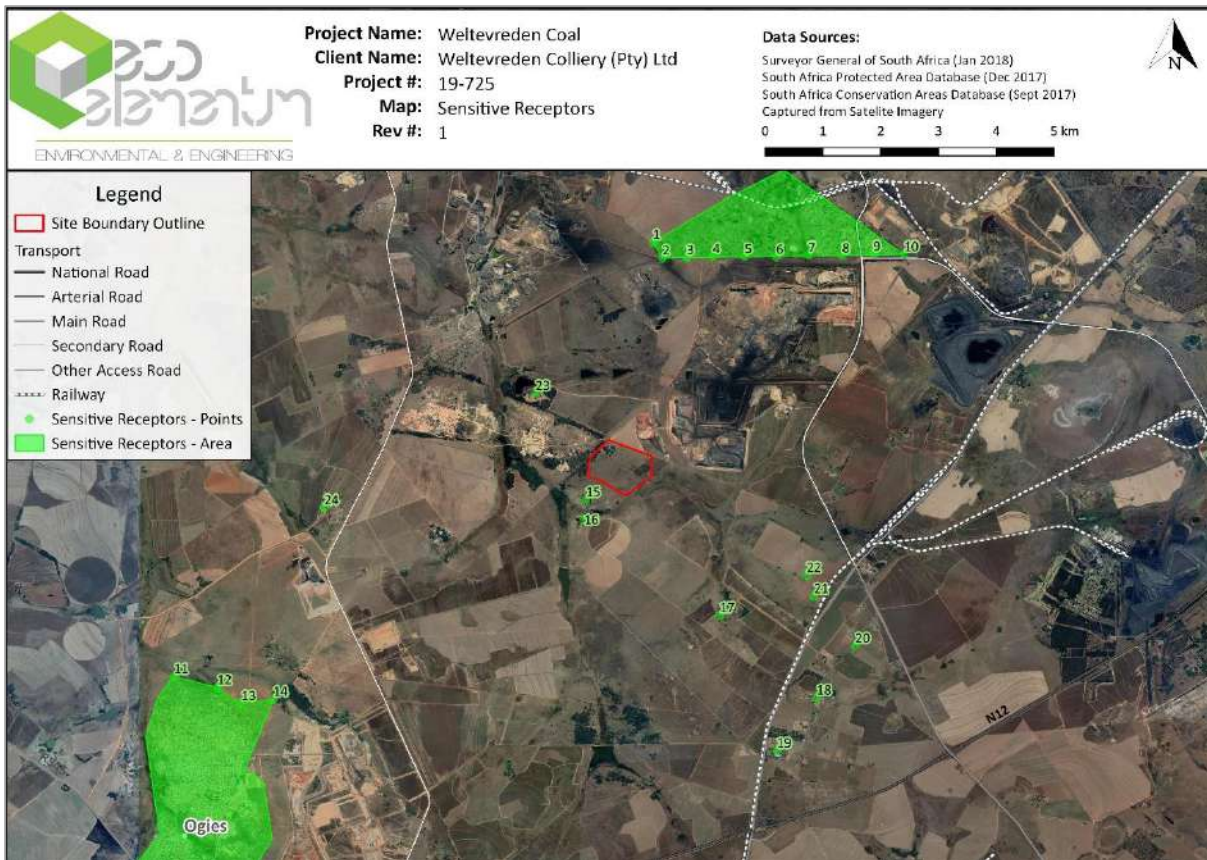 eco
elementum
ENVIRONMENTAL & ENGINEERING
Project Name: Weltevreden Coal
Client Name: Weltevreden Colliery (Pty) Ltd
Project #: 19-725
Map: Sensitive Receptors
Rev #: 1
Data Sources:
Surveyor General of South Africa (Jan 2018)
South Africa Protected Area Database (Dec 2017)
South Africa Conservation Areas Database (Sept 2017)
Captured from Satelite Imagery
0 1 2 3 4 5 km
N
Legend
Site Boundary Outline
Transport
National Road
Arterial Road
Main Road
Secondary Road
Other Access Road
Railway
Sensitive Receptors - Points
Sensitive Receptors - Area
1
2 3 4 5 6 7 8 9 10
23
24
15
16
22
21
17
20
18
19
N12
11
12
13
14
Ogies